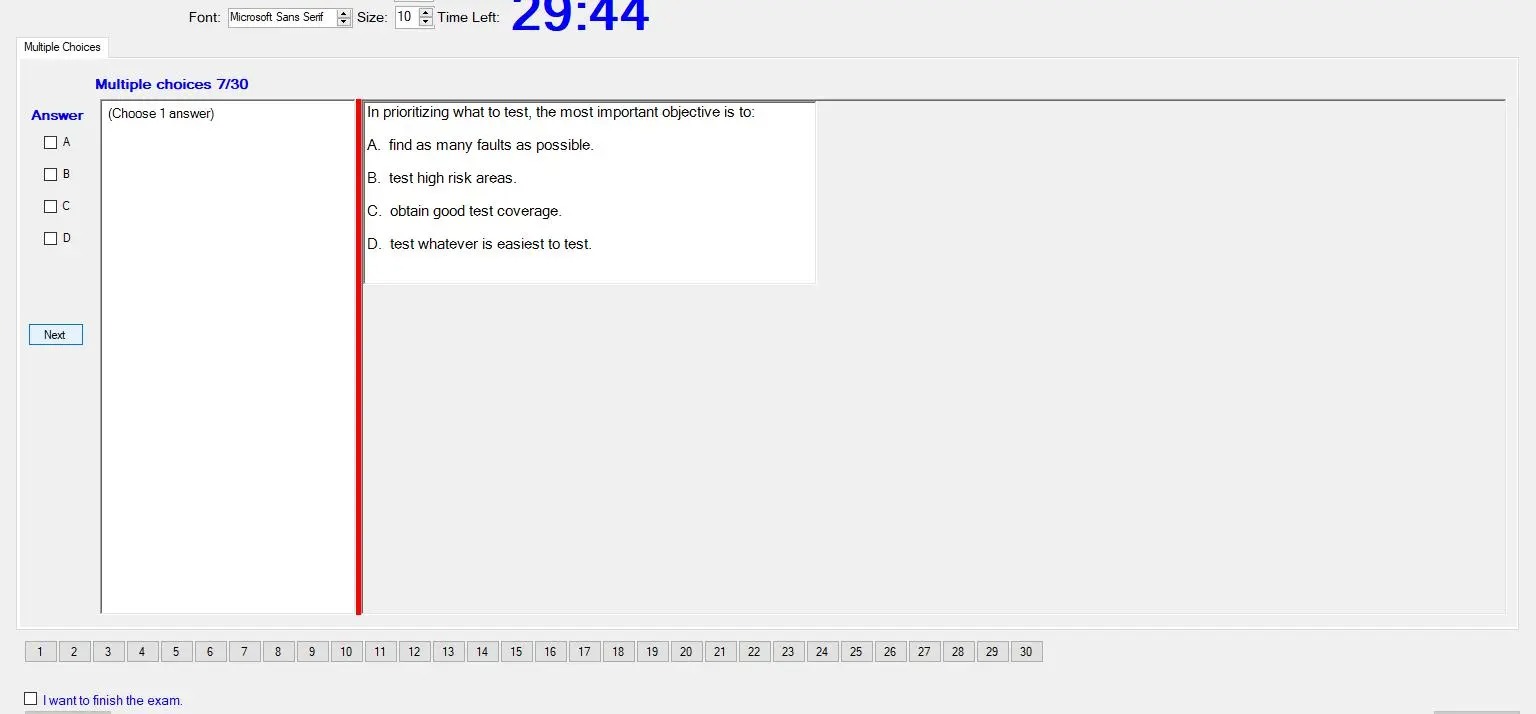 Font: Microsoft Sans Serif Size: 10 Time Left: 29:44
Multiple Choices
Multiple choices 7/30
Answer
(Choose 1 answer)
A
B
C
D
Next
In prioritizing what to test, the most important objective is to:
A. find as many faults as possible.
B. test high risk areas.
C. obtain good test coverage.
D. test whatever is easiest to test.
1 2 3 4 5 6 7 8 9 10 11 12 13 14 15 16 17 18 19 20 21 22 23 24 25 26 27 28 29 30
I want to finish the exam.